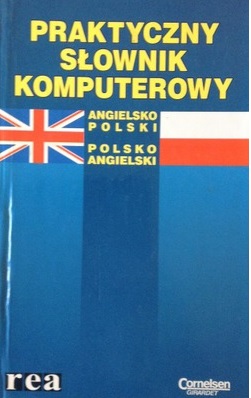 PRAKTYCZNY
SŁOWNIK
KOMPUTEROWY
ANGIELSKO
POLSKI
POLSKO
ANGIELSKI
rea
Cornelsen
GIRARDET